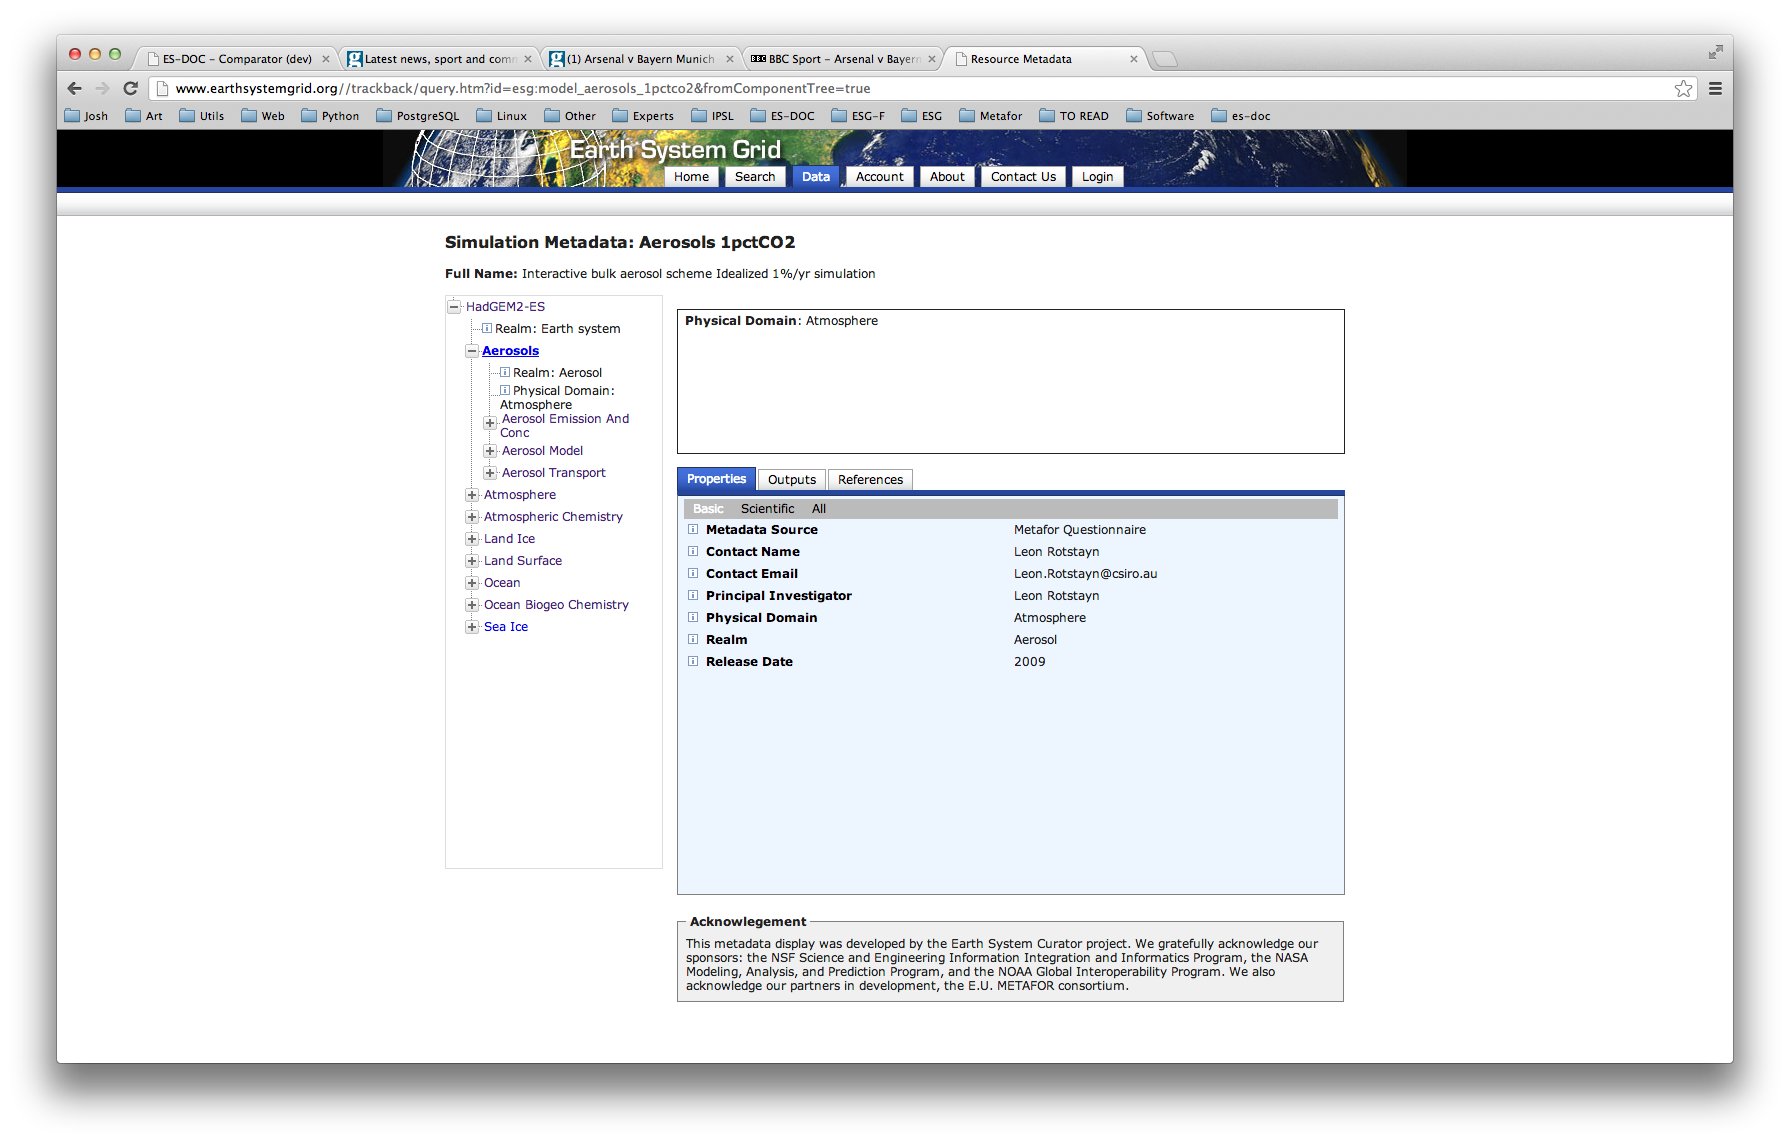 ES-DOC - Comparator (dev)
Latest news, sport and comm
(1) Arsenal v Bayern Munich
BBC BBC Sport - Arsenal v Bayern
Resource Metadata
www.earthsystemgrid.org//trackback/query.htm?id=esg:model_aerosols_1pctco2&fromComponentTree=true
Josh Art Utils Web Python PostgreSQL Linux Other Experts IPSL ES-DOC ESG-F ESG Metafor TO READ Software es-doc
Earth System Grid
Home Search Data Account About Contact Us Login
Simulation Metadata: Aerosols 1pctCO2
Full Name: Interactive bulk aerosol scheme Idealized 1%/yr simulation
HadGEM2-ES
Realm: Earth system
Aerosols
Realm: Aerosol
Physical Domain:
Atmosphere
Aerosol Emission And
Conc
Aerosol Model
Aerosol Transport
Atmosphere
Atmospheric Chemistry
Land Ice
Land Surface
Ocean
Ocean Biogeo Chemistry
Sea Ice
Physical Domain: Atmosphere
Properties Outputs References
Basic Scientific All
Metadata Source Metafor Questionnaire
Contact Name Leon Rotstayn
Contact Email Leon.Rotstayn@csiro.au
Principal Investigator Leon Rotstayn
Physical Domain Atmosphere
Realm Aerosol
Release Date 2009
Acknowlegement
This metadata display was developed by the Earth System Curator project. We gratefully acknowledge our
sponsors: the NSF Science and Engineering Information Integration and Informatics Program, the NASA
Modeling, Analysis, and Prediction Program, and the NOAA Global Interoperability Program. We also
acknowledge our partners in development, the E.U. METAFOR consortium.